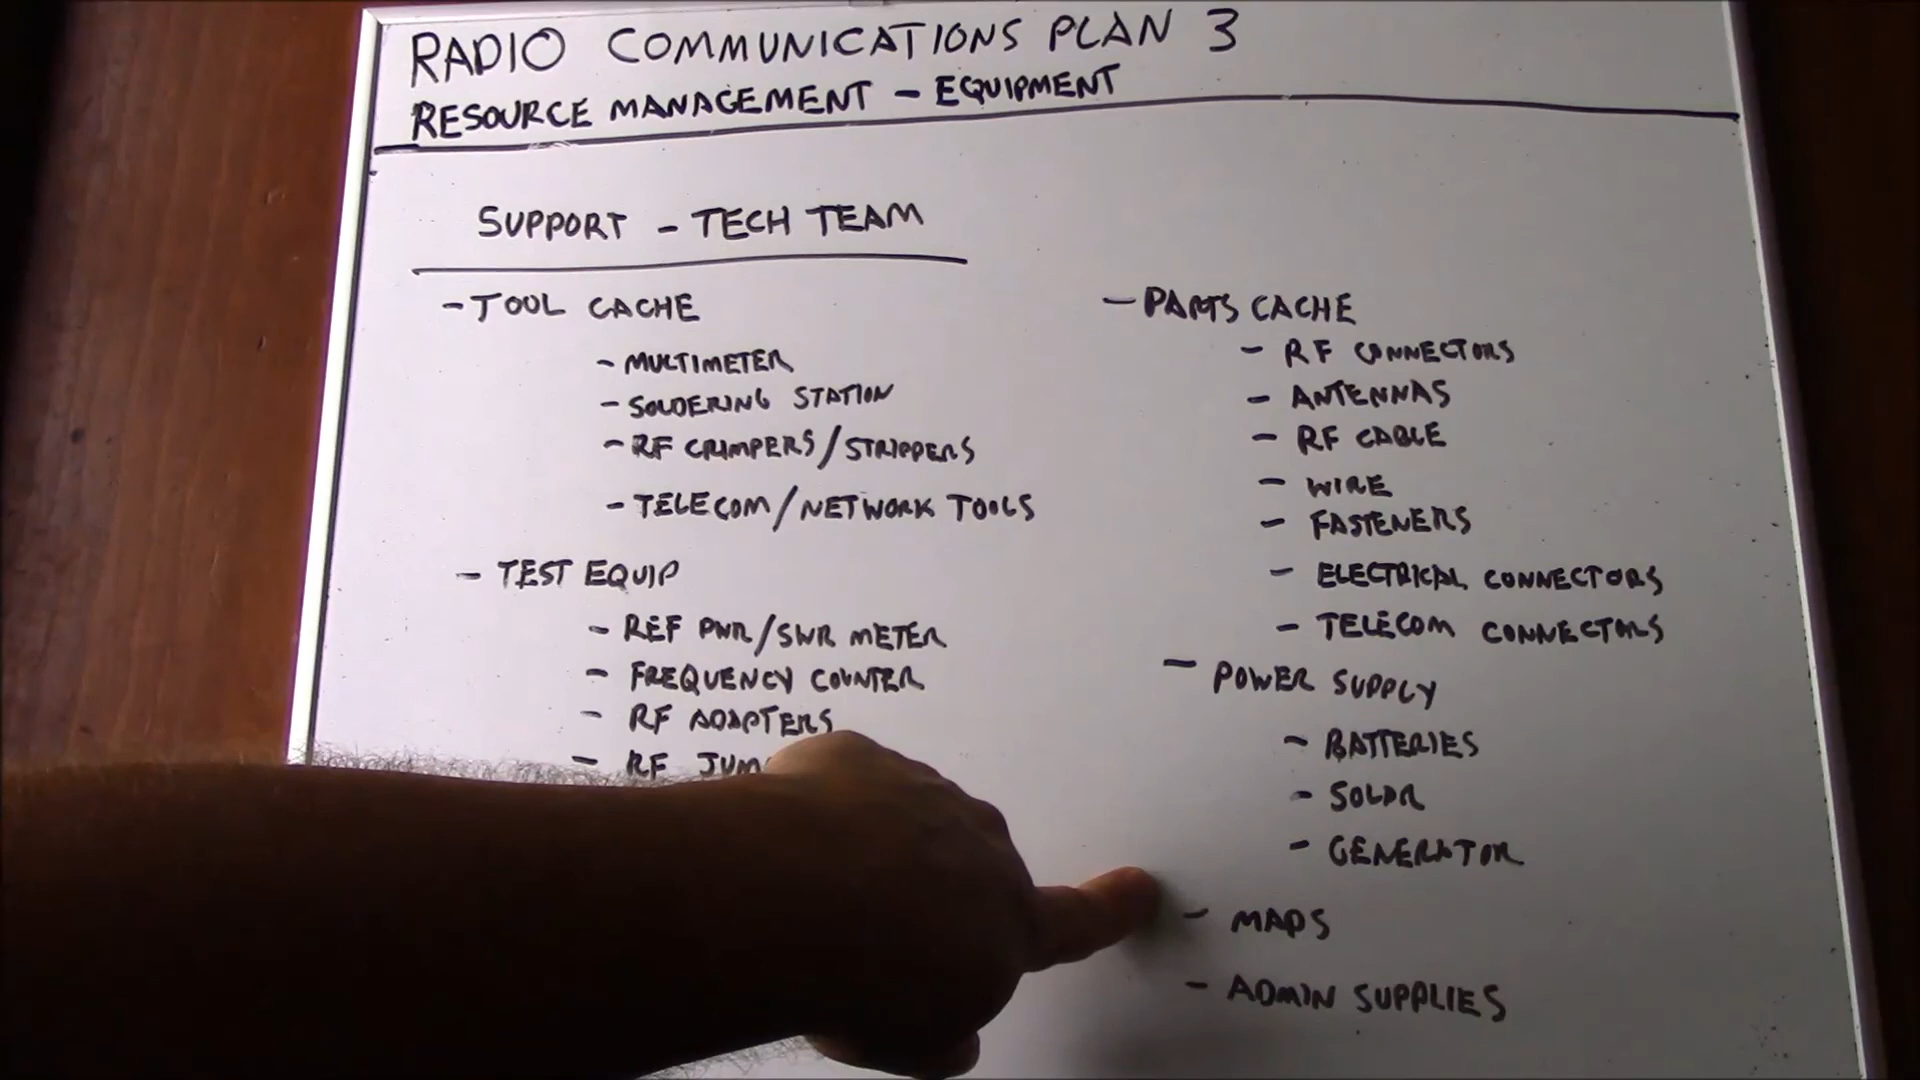 RADIO COMMUNICATIONS PLAN 3
RESOURCE MANAGEMENT - EQUIPMENT
SUPPORT - TECH TEAM
- TOOL CACHE
- MULTIMETER
- SOLDERING STATION
- RF CRIMPERS/STRIPPERS
- TELECOM/NETWORK TOOLS
- TEST EQUIP
- REF PWR/SWR METER
- FREQUENCY COUNTER
- RF ADAPTERS
- RF
- PARTS CACHE
- RF CONNECTORS
- ANTENNAS
- RF CABLE
- WIRE
- FASTENERS
- ELECTRICAL CONNECTORS
- TELECOM CONNECTORS
- POWER SUPPLY
- BATTERIES
- SOLAR
- GENERATOR
- MAPS
- ADMIN SUPPLIES